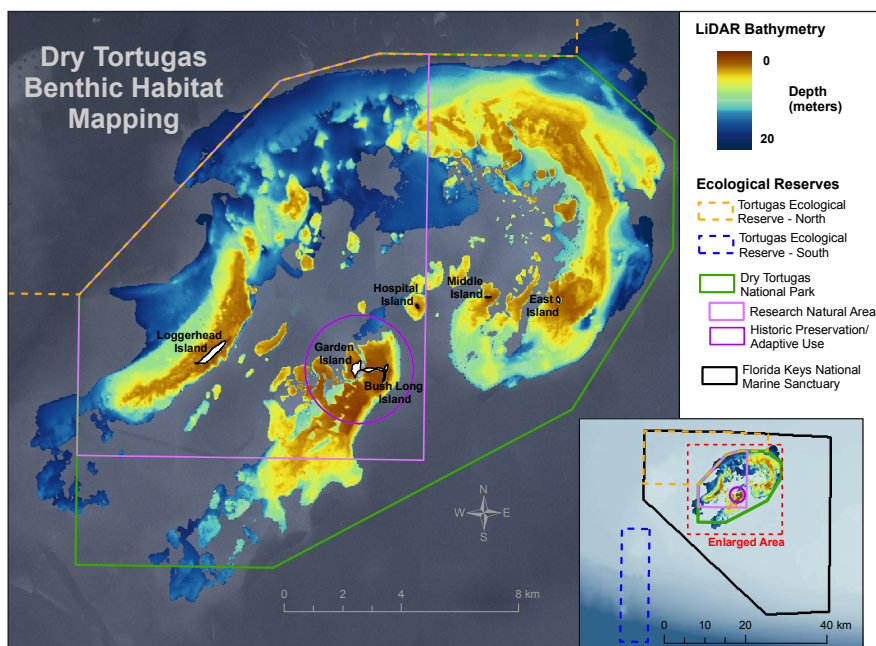 Dry Tortugas
Benthic Habitat
Mapping
Hospital
Island
Middle
Island
East
Island
Loggerhead
Island
Garden
Island
Bush Long
Island
N
W E
S
0 2 4 8 km
LiDAR Bathymetry
0
Depth
(meters)
20
Ecological Reserves
Tortugas Ecological
Reserve - North
Tortugas Ecological
Reserve - South
Dry Tortugas
National Park
Research Natural Area
Historic Preservation/
Adaptive Use
Florida Keys National
Marine Sanctuary
Enlarged Area
0 10 20 40 km